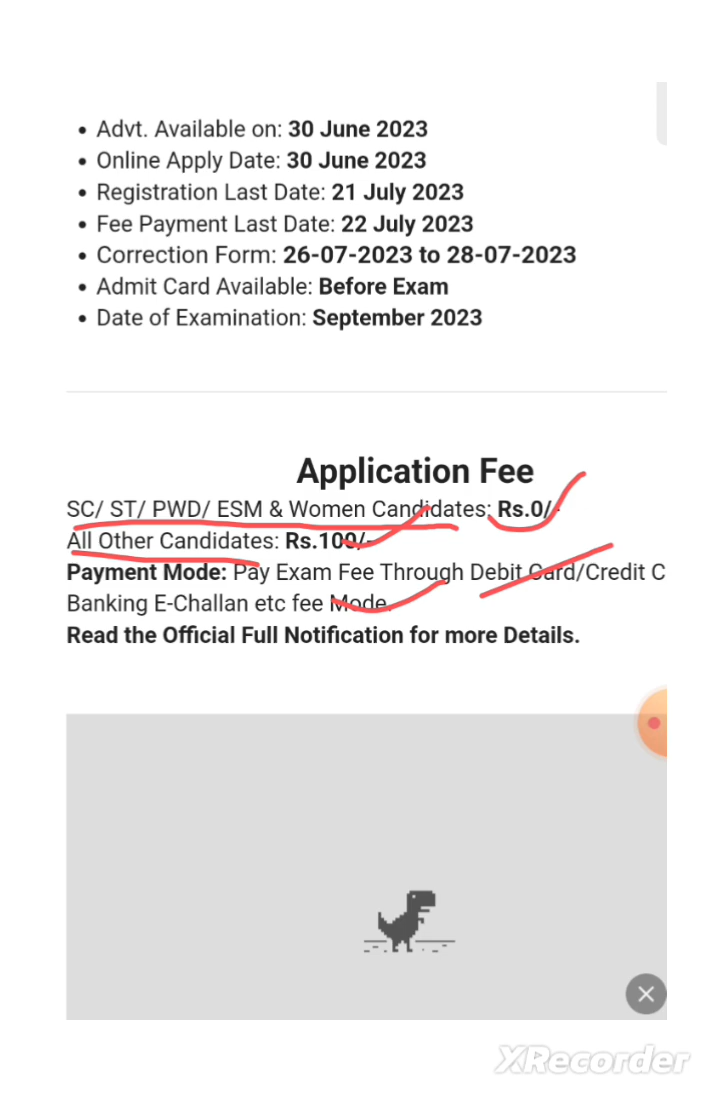 Advt. Available on: 30 June 2023
Online Apply Date: 30 June 2023
Registration Last Date: 21 July 2023
Fee Payment Last Date: 22 July 2023
Correction Form: 26-07-2023 to 28-07-2023
Admit Card Available: Before Exam
Date of Examination: September 2023
Application Fee
SC/ ST/ PWD/ ESM & Women Candidates: Rs.0/-
All Other Candidates: Rs.100/-
Payment Mode: Pay Exam Fee Through Debit Card/Credit C
Banking E-Challan etc fee Mode.
Read the Official Full Notification for more Details.
XRecorder